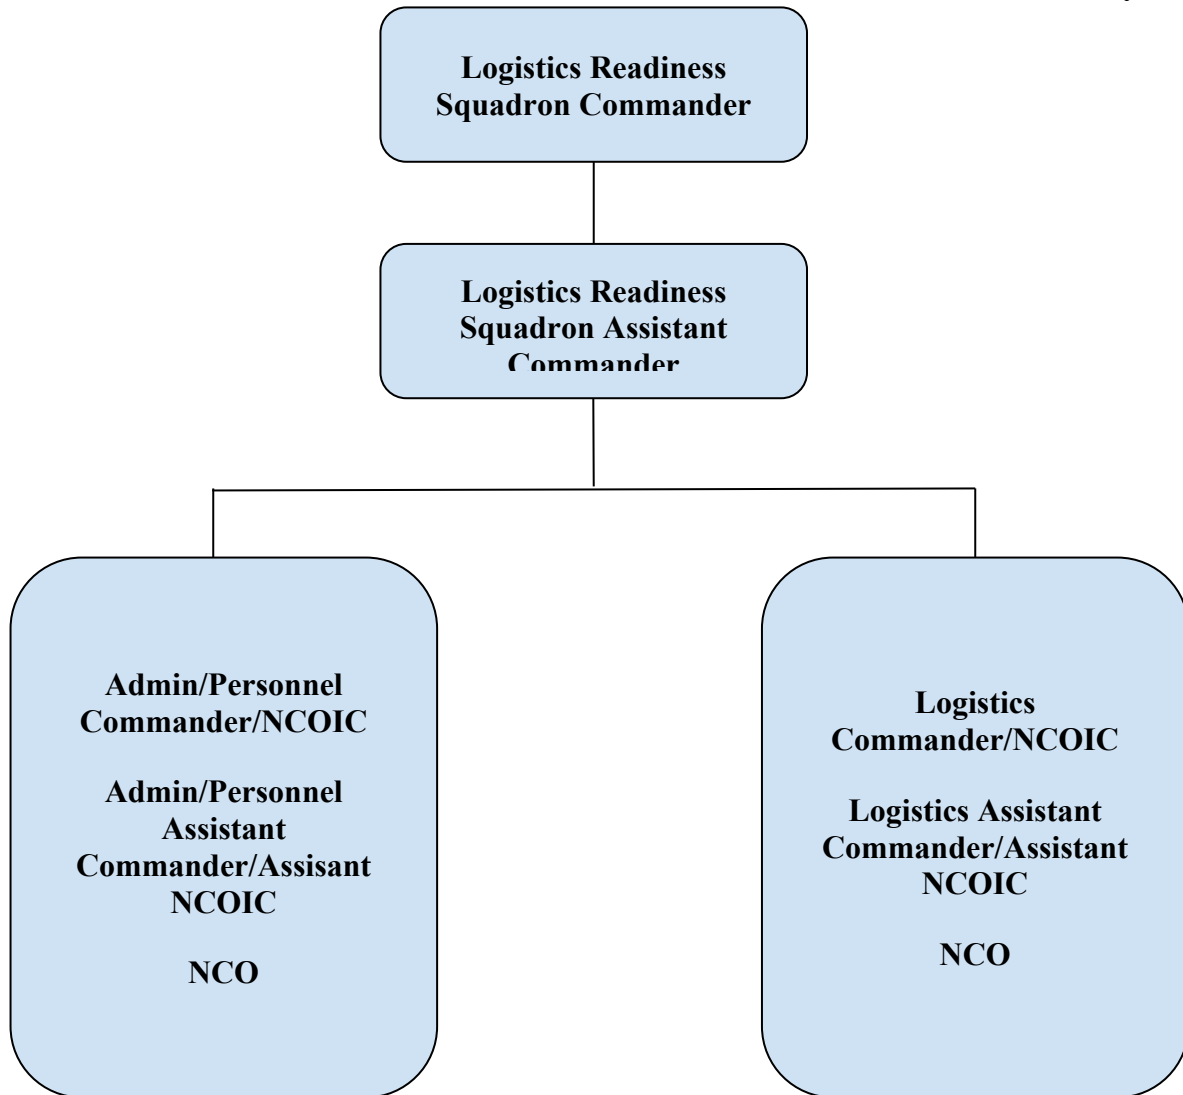 Logistics Readiness
Squadron Commander
Logistics Readiness
Squadron Assistant
Commander
Admin/Personnel
Commander/NCOIC
Admin/Personnel
Assistant
Commander/Assisant
NCOIC
NCO
Logistics
Commander/NCOIC
Logistics Assistant
Commander/Assistant
NCOIC
NCO